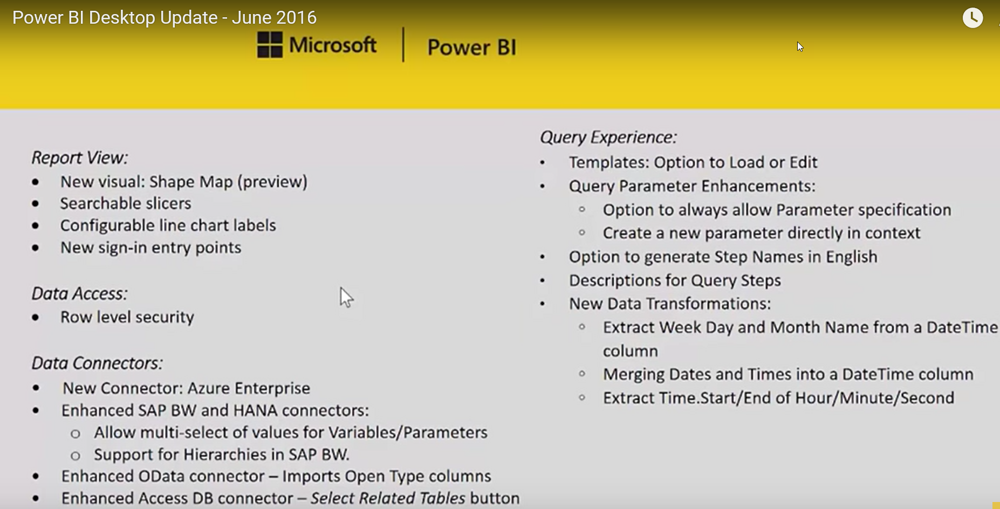 Power BI Desktop Update - June 2016
Microsoft | Power BI
Report View:
• New visual: Shape Map (preview)
• Searchable slicers
• Configurable line chart labels
• New sign-in entry points
Data Access:
• Row level security
Data Connectors:
• New Connector: Azure Enterprise
• Enhanced SAP BW and HANA connectors:
o Allow multi-select of values for Variables/Parameters
o Support for Hierarchies in SAP BW.
• Enhanced OData connector – Imports Open Type columns
• Enhanced Access DB connector – Select Related Tables button
Query Experience:
• Templates: Option to Load or Edit
• Query Parameter Enhancements:
◦ Option to always allow Parameter specification
◦ Create a new parameter directly in context
• Option to generate Step Names in English
• Descriptions for Query Steps
• New Data Transformations:
◦ Extract Week Day and Month Name from a DateTime
column
◦ Merging Dates and Times into a DateTime column
◦ Extract Time.Start/End of Hour/Minute/Second